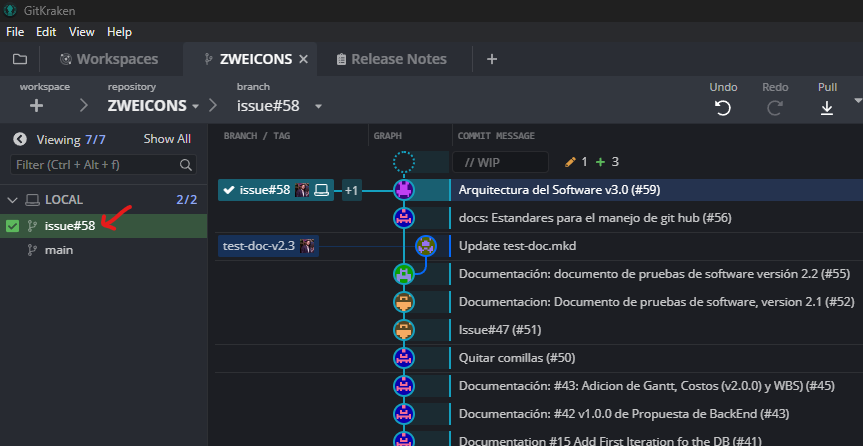 GitKraken
File Edit View Help
Workspaces ZWEICONS Release Notes
workspace repository branch
ZWEICONS issue#58
Undo Redo Pull
Viewing 7/7 Show All
Filter (Ctrl + Alt + f)
LOCAL 2/2
issue#58
main
BRANCH / TAG GRAPH COMMIT MESSAGE
// WIP 1 + 3
issue#58 +1 Arquitectura del Software v3.0 (#59)
docs: Estandares para el manejo de git hub (#56)
test-doc-v2.3 Update test-doc.mkd
Documentación: documento de pruebas de software versión 2.2 (#55)
Documentacion: Documento de pruebas de software, version 2.1 (#52)
Issue#47 (#51)
Quitar comillas (#50)
Documentación: #43: Adicion de Gantt, Costos (v2.0.0) y WBS) (#45)
Documentación: #42 v1.0.0 de Propuesta de BackEnd (#43)
Documentation #15 Add First Iteration fo the DB (#41)